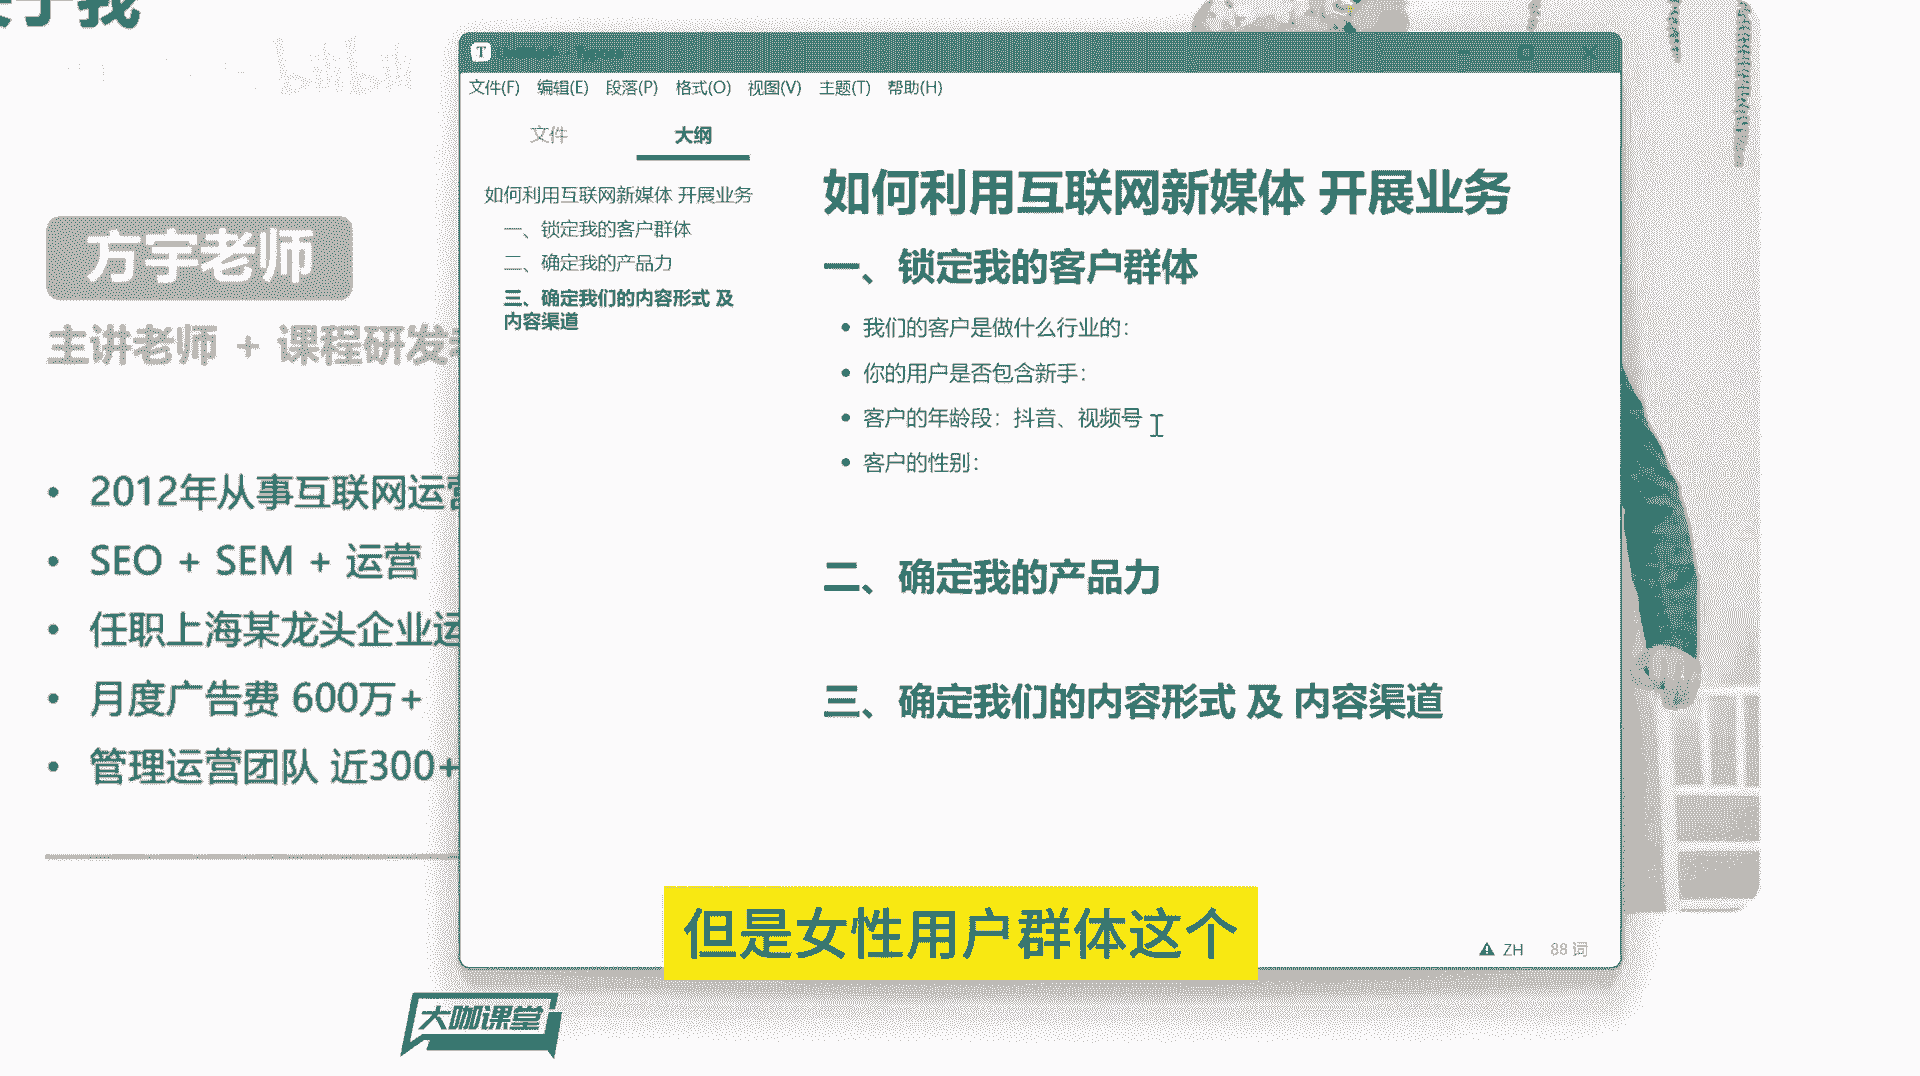 bilibili
方宇老师
主讲老师 + 课程研发
2012年从事互联网运营
SEO + SEM + 运营
任职上海某龙头企业运
月度广告费 600万+
管理运营团队 近300+
T
文件(F) 编辑(E) 段落(P) 格式(O) 视图(V) 主题(T) 帮助(H)
文件 大纲
如何利用互联网新媒体 开展业务
一、锁定我的客户群体
二、确定我的产品力
三、确定我们的内容形式 及
内容渠道
如何利用互联网新媒体 开展业务
一、锁定我的客户群体
我们的客户是做什么行业的：
你的用户是否包含新手：
客户的年龄段：抖音、视频号
客户的性别：
二、确定我的产品力
三、确定我们的内容形式 及 内容渠道
ZH 88 词
但是女性用户群体这个
大咖课堂